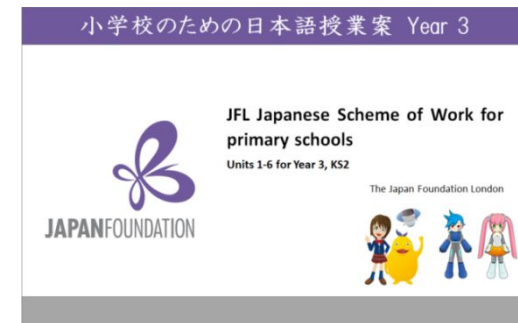 小学校のための日本語授業案 Year 3
JFL Japanese Scheme of Work for
primary schools
Units 1-6 for Year 3, KS2
The Japan Foundation London
JAPANFOUNDATION